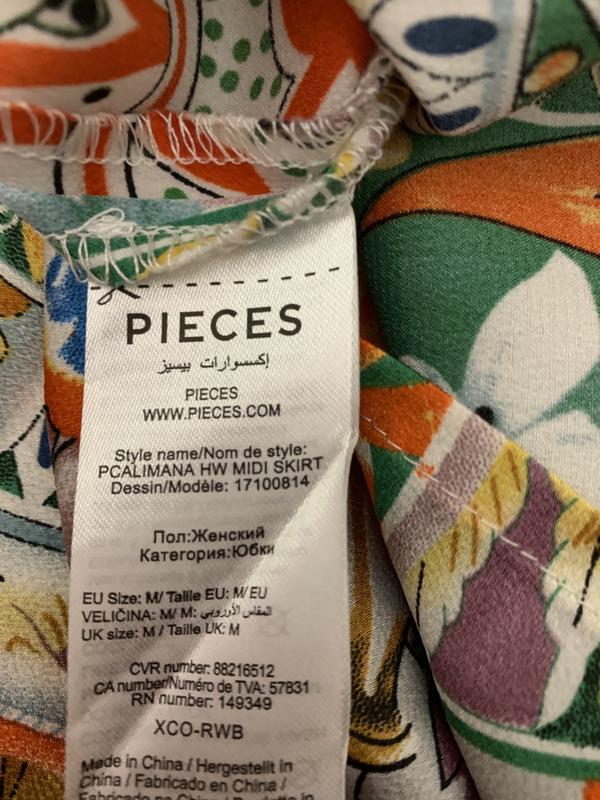 PIECES
إكسسوارات بيسيز
PIECES
WWW.PIECES.COM
Style name/Nom de style:
PCALIMANA HW MIDI SKIRT
Dessin/Modèle: 17100814
Пол:Женский
Категория:Юбки
EU Size: M/ Taille EU: M/EU
VELIČINA: M/ M: المقاس الأوروبي
UK size: M / Taille UK: M
CVR number: 88216512
CA number/Numéro de TVA: 57831
RN number: 149349
XCO-RWB
Made in China / Hergestellt in
China / Fabricado en China /
Fabricado en China /